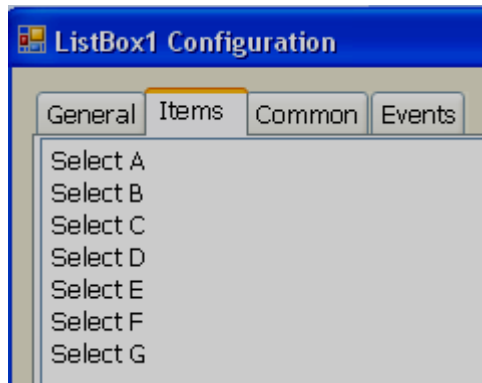 ListBox1 Configuration
General Items Common Events
Select A
Select B
Select C
Select D
Select E
Select F
Select G